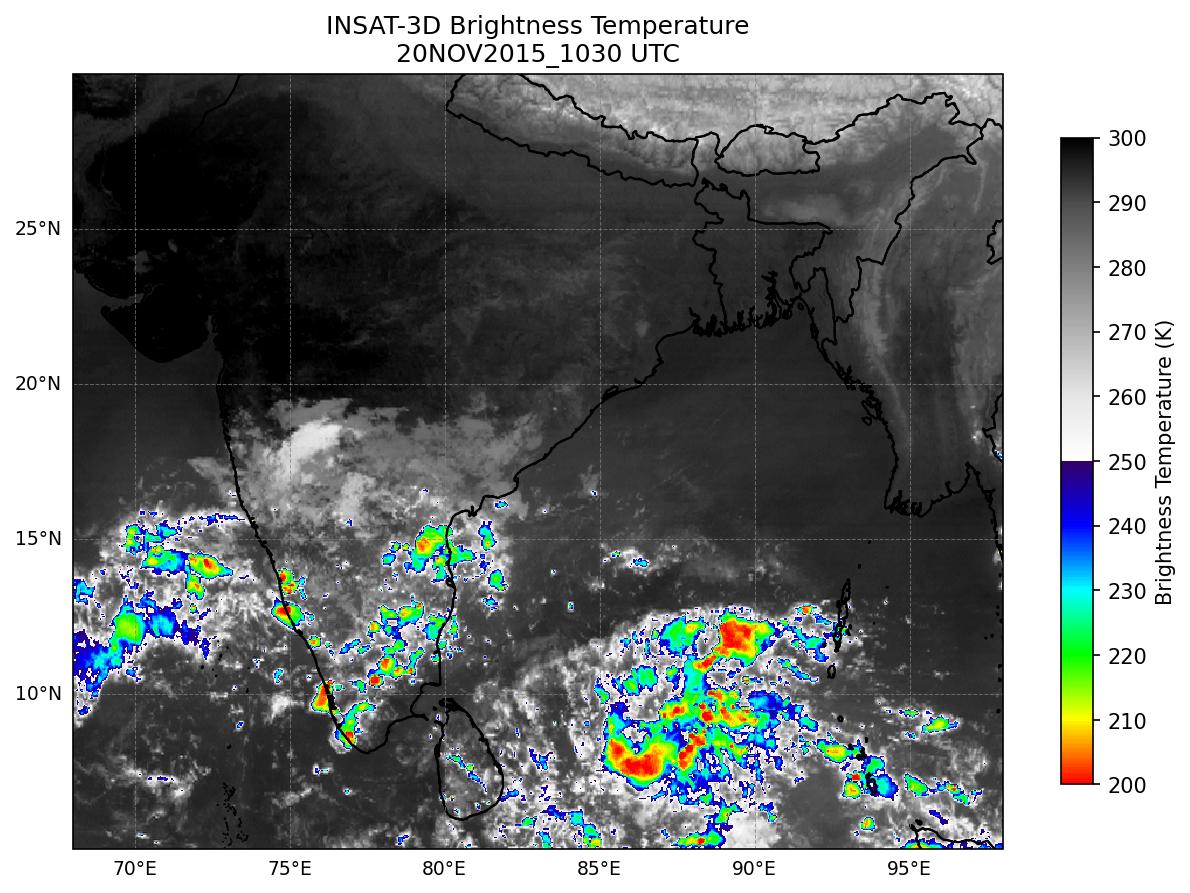 INSAT-3D Brightness Temperature
20NOV2015_1030 UTC
25°N
20°N
15°N
10°N
70°E
75°E
80°E
85°E
90°E
95°E
300
290
280
270
260
250
240
230
220
210
200
Brightness Temperature (K)